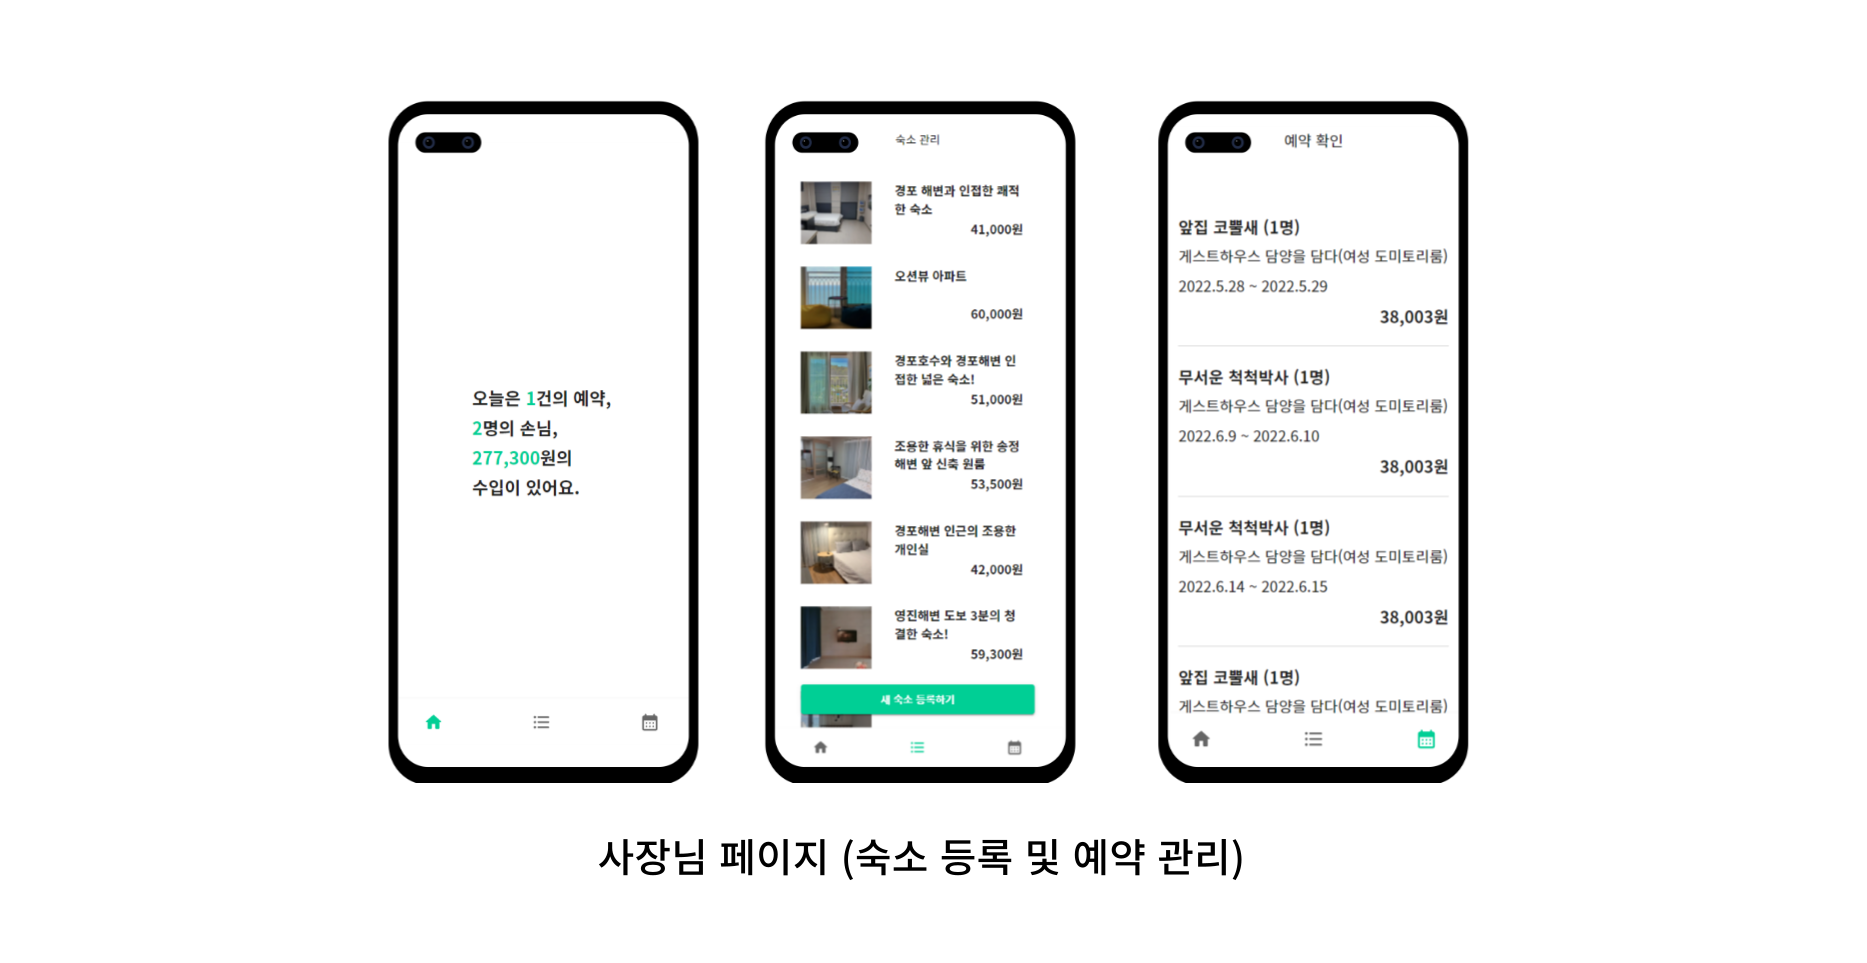 오늘은 1건의 예약,
2명의 손님,
277,300원의
수입이 있어요.
숙소 관리
경포 해변과 인접한 쾌적
한 숙소
41,000원
오션뷰 아파트
60,000원
경포호수와 경포해변 인
접한 넓은 숙소!
51,000원
조용한 휴식을 위한 송정
해변 앞 신축 원룸
53,500원
경포해변 인근의 조용한
개인실
42,000원
영진해변 도보 3분의 청
결한 숙소!
59,300원
새 숙소 등록하기
예약 확인
앞집 코뿔새 (1명)
게스트하우스 담양을 담다(여성 도미토리룸)
2022.5.28 ~ 2022.5.29
38,003원
무서운 척척박사 (1명)
게스트하우스 담양을 담다(여성 도미토리룸)
2022.6.9 ~ 2022.6.10
38,003원
무서운 척척박사 (1명)
게스트하우스 담양을 담다(여성 도미토리룸)
2022.6.14 ~ 2022.6.15
38,003원
앞집 코뿔새 (1명)
게스트하우스 담양을 담다(여성 도미토리룸)
사장님 페이지 (숙소 등록 및 예약 관리)